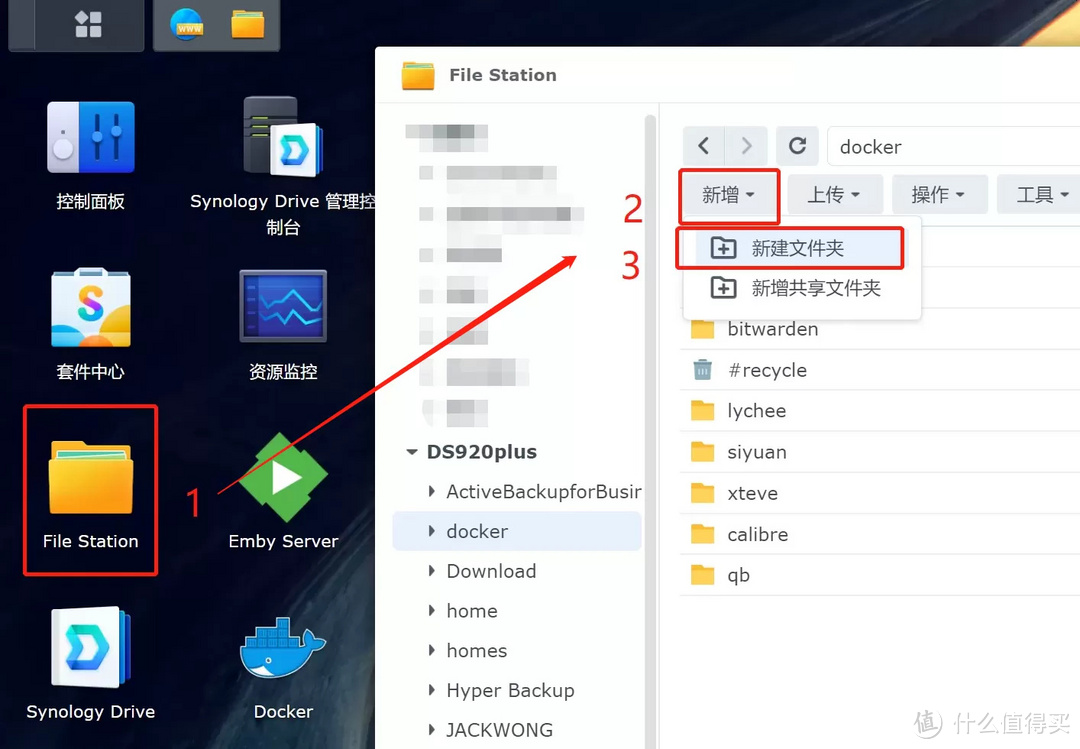 WWW
控制面板
Synology Drive 管理控
制台
套件中心
资源监控
File Station
Emby Server
Synology Drive
Docker
1
File Station
DS920plus
ActiveBackupforBusir
docker
Download
home
homes
Hyper Backup
JACKWONG
2
3
docker
新增
上传
操作
工具
新建文件夹
新增共享文件夹
bitwarden
#recycle
lychee
siyuan
xteve
calibre
qb
值 什么值得买